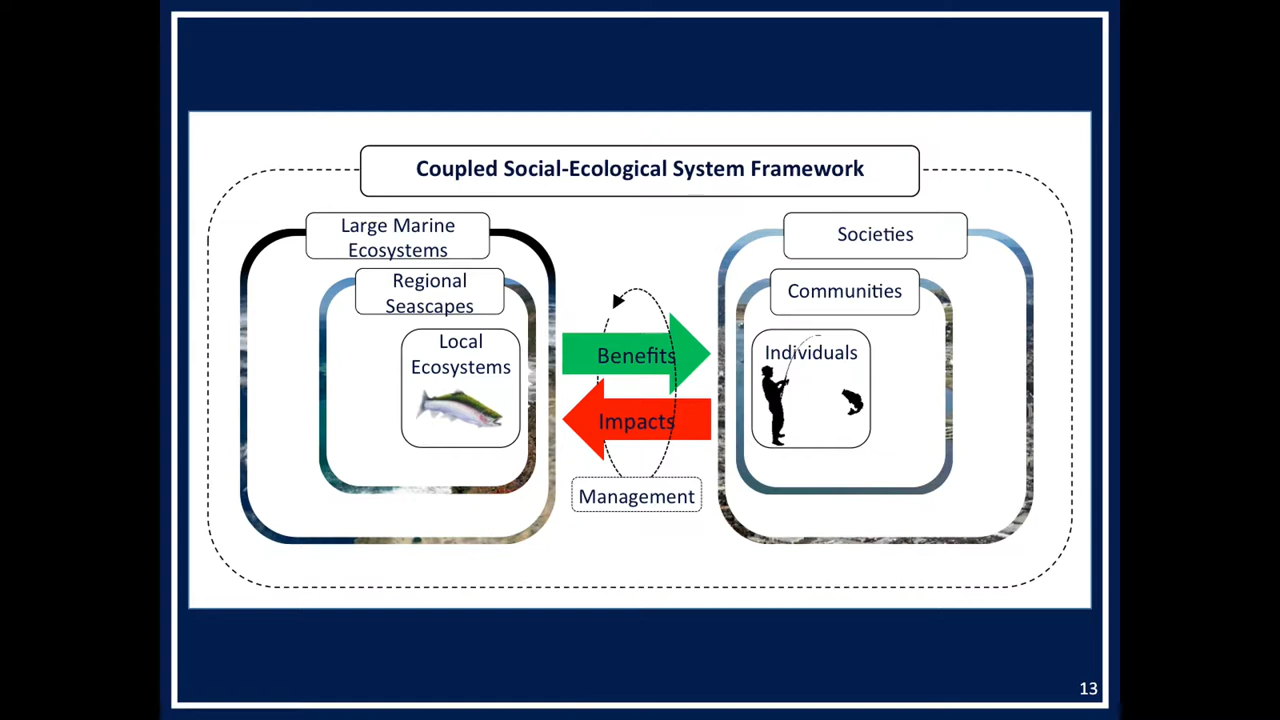 Coupled Social-Ecological System Framework
Large Marine
Ecosystems
Regional
Seascapes
Local
Ecosystems
Benefits
Impacts
Management
Societies
Communities
Individuals
13